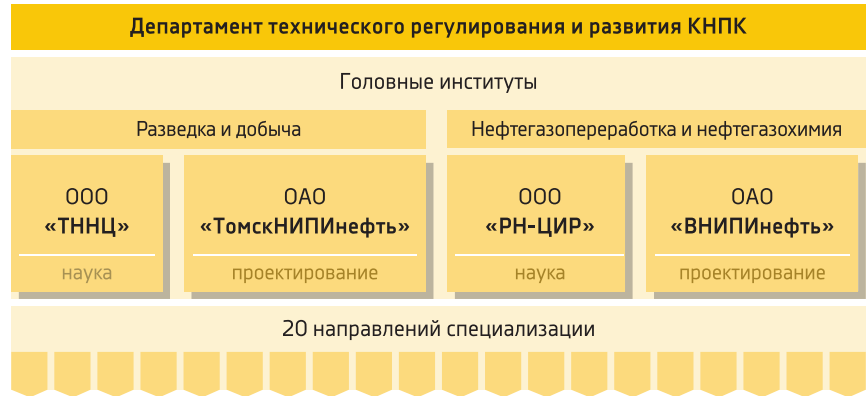 Департамент технического регулирования и развития КНПК
Головные институты
Разведка и добыча
Нефтегазопереработка и нефтегазохимия
ООО
«ТННЦ»
наука
ОАО
«ТомскНИПИнефть»
проектирование
ООО
«РН-ЦИР»
наука
ОАО
«ВНИПИнефть»
проектирование
20 направлений специализации